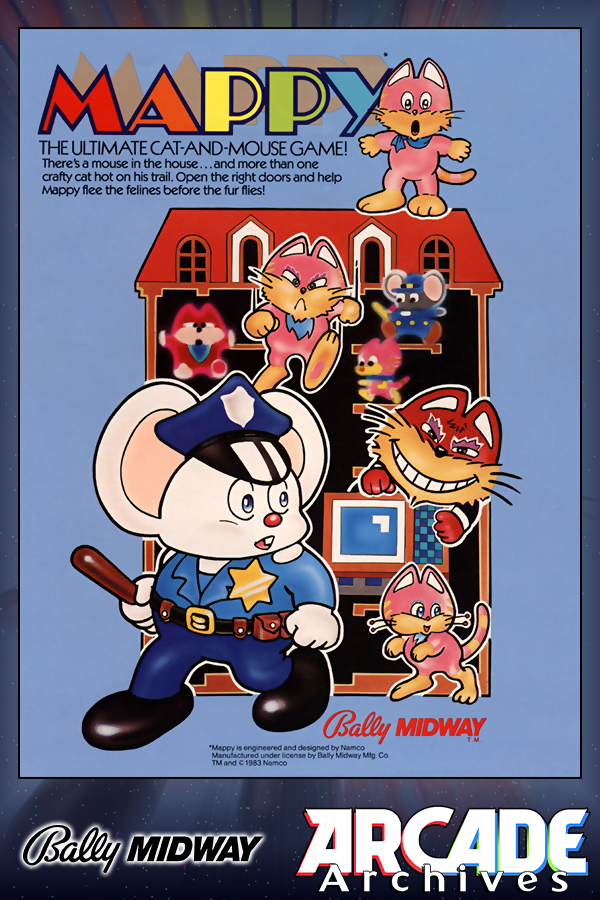 MAPPY*
THE ULTIMATE CAT-AND-MOUSE GAME!
There's a mouse in the house...and more than one
crafty cat hot on his trail. Open the right doors and help
Mappy flee the felines before the fur flies!
Bally MIDWAY
T.M.
*Mappy is engineered and designed by Namco
Manufactured under license by Bally Midway Mfg. Co.
TM and © 1983 Namco
Bally MIDWAY
ARCADE
Archives